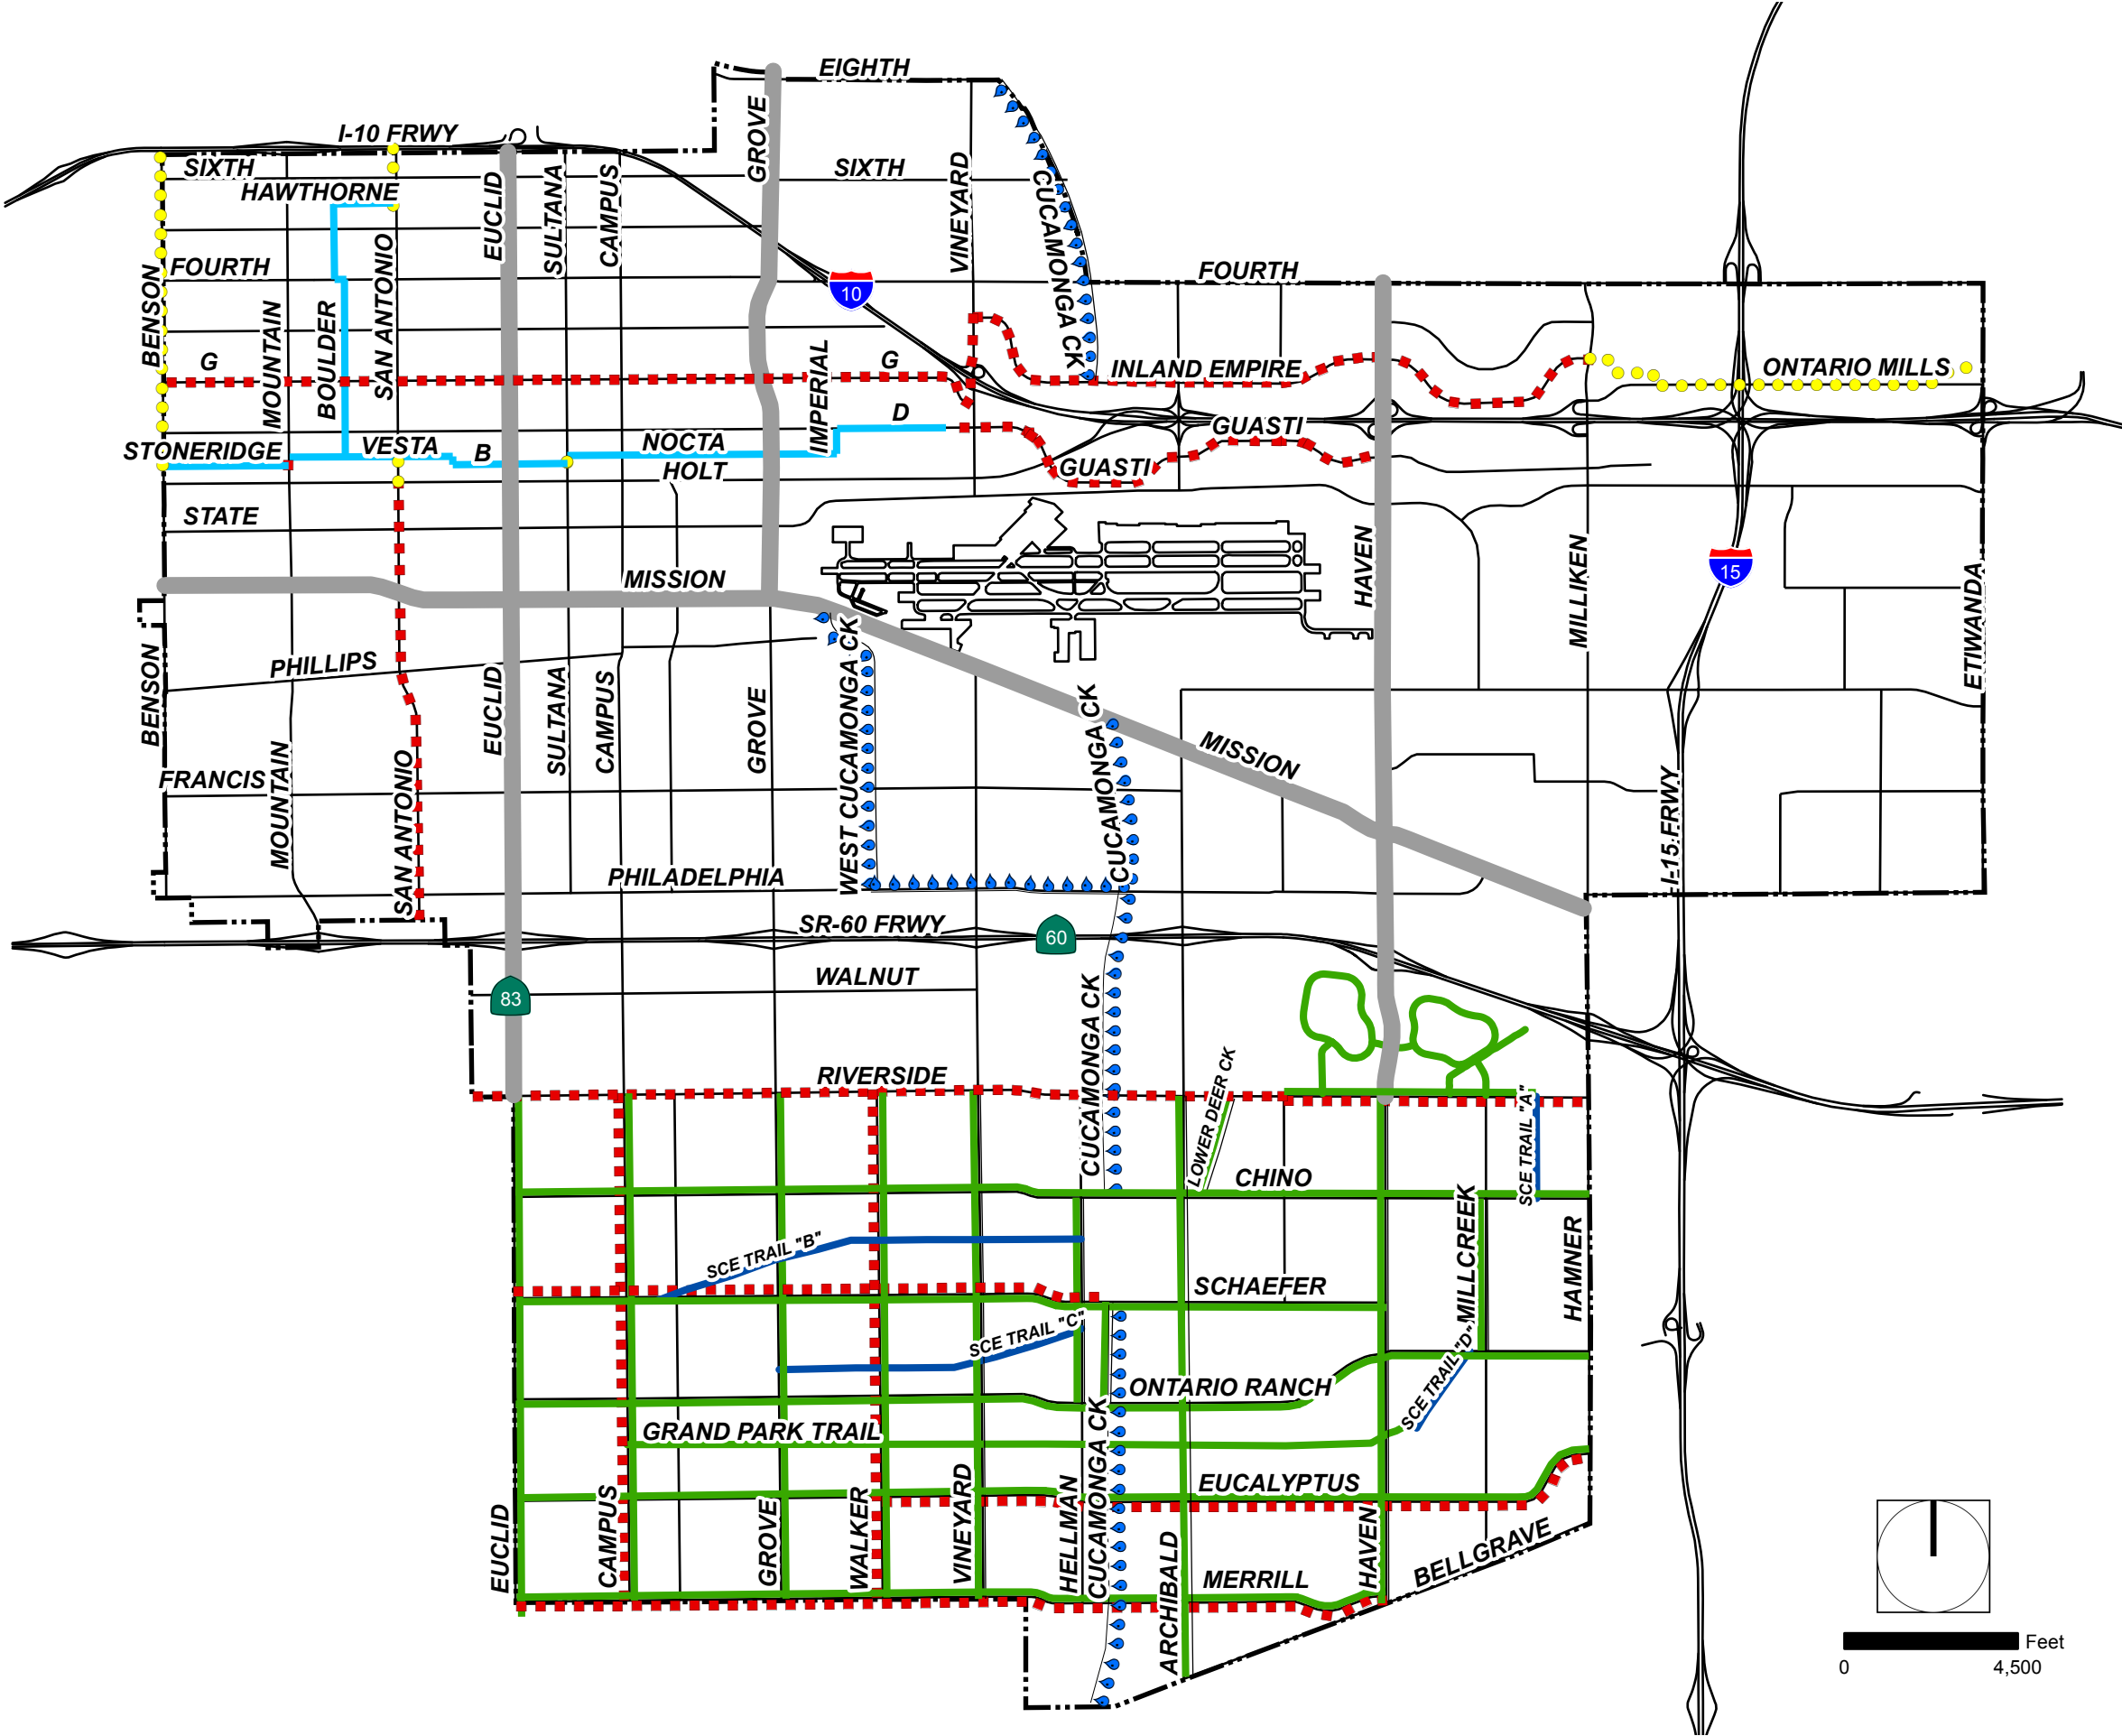 EIGHTH
GROVE
I-10 FRWY
SIXTH
SIXTH
HAWTHORNE
EUCLID
SULTANA
CAMPUS
VINEYARD
CUCAMONGA CK
BENSON
FOURTH
FOURTH
SAN ANTONIO
10
MOUNTAIN
BOULDER
G
G
IMPERIAL
INLAND EMPIRE
ONTARIO MILLS
D
GUASTI
STONERIDGE
VESTA
B
NOCTA
HOLT
GUASTI
STATE
MISSION
HAVEN
MILLIKEN
15
ETIWANDA
BENSON
PHILLIPS
EUCLID
SULTANA
CAMPUS
GROVE
WEST CUCAMONGA CK
CUCAMONGA CK
MISSION
FRANCIS
MOUNTAIN
SAN ANTONIO
I-15 FRWY
PHILADELPHIA
SR-60 FRWY
60
WALNUT
83
CUCAMONGA CK
RIVERSIDE
LOWER DEER CK
SCE TRAIL "A"
CHINO
MILLCREEK
HAMNER
SCE TRAIL "B"
SCHAEFER
SCE TRAIL "C"
SCE TRAIL "D"
ONTARIO RANCH
GRAND PARK TRAIL
EUCALYPTUS
EUCLID
CAMPUS
GROVE
WALKER
VINEYARD
HELLMAN
CUCAMONGA CK
ARCHIBALD
MERRILL
HAVEN
BELLGRAVE
Feet
0 4,500